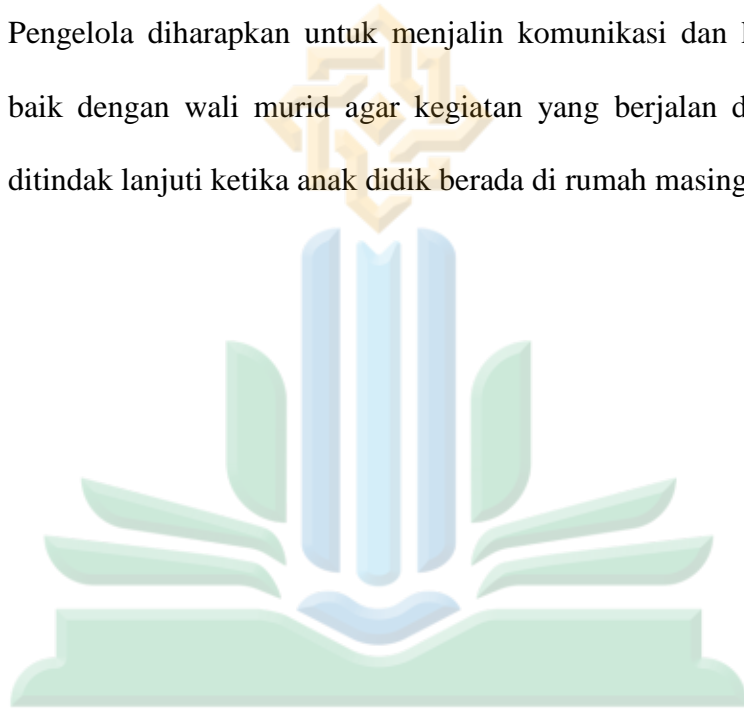 Pengelola diharapkan untuk menjalin komunikasi dan
baik dengan wali murid agar kegiatan yang berjalan
ditindak lanjuti ketika anak didik berada di rumah masing